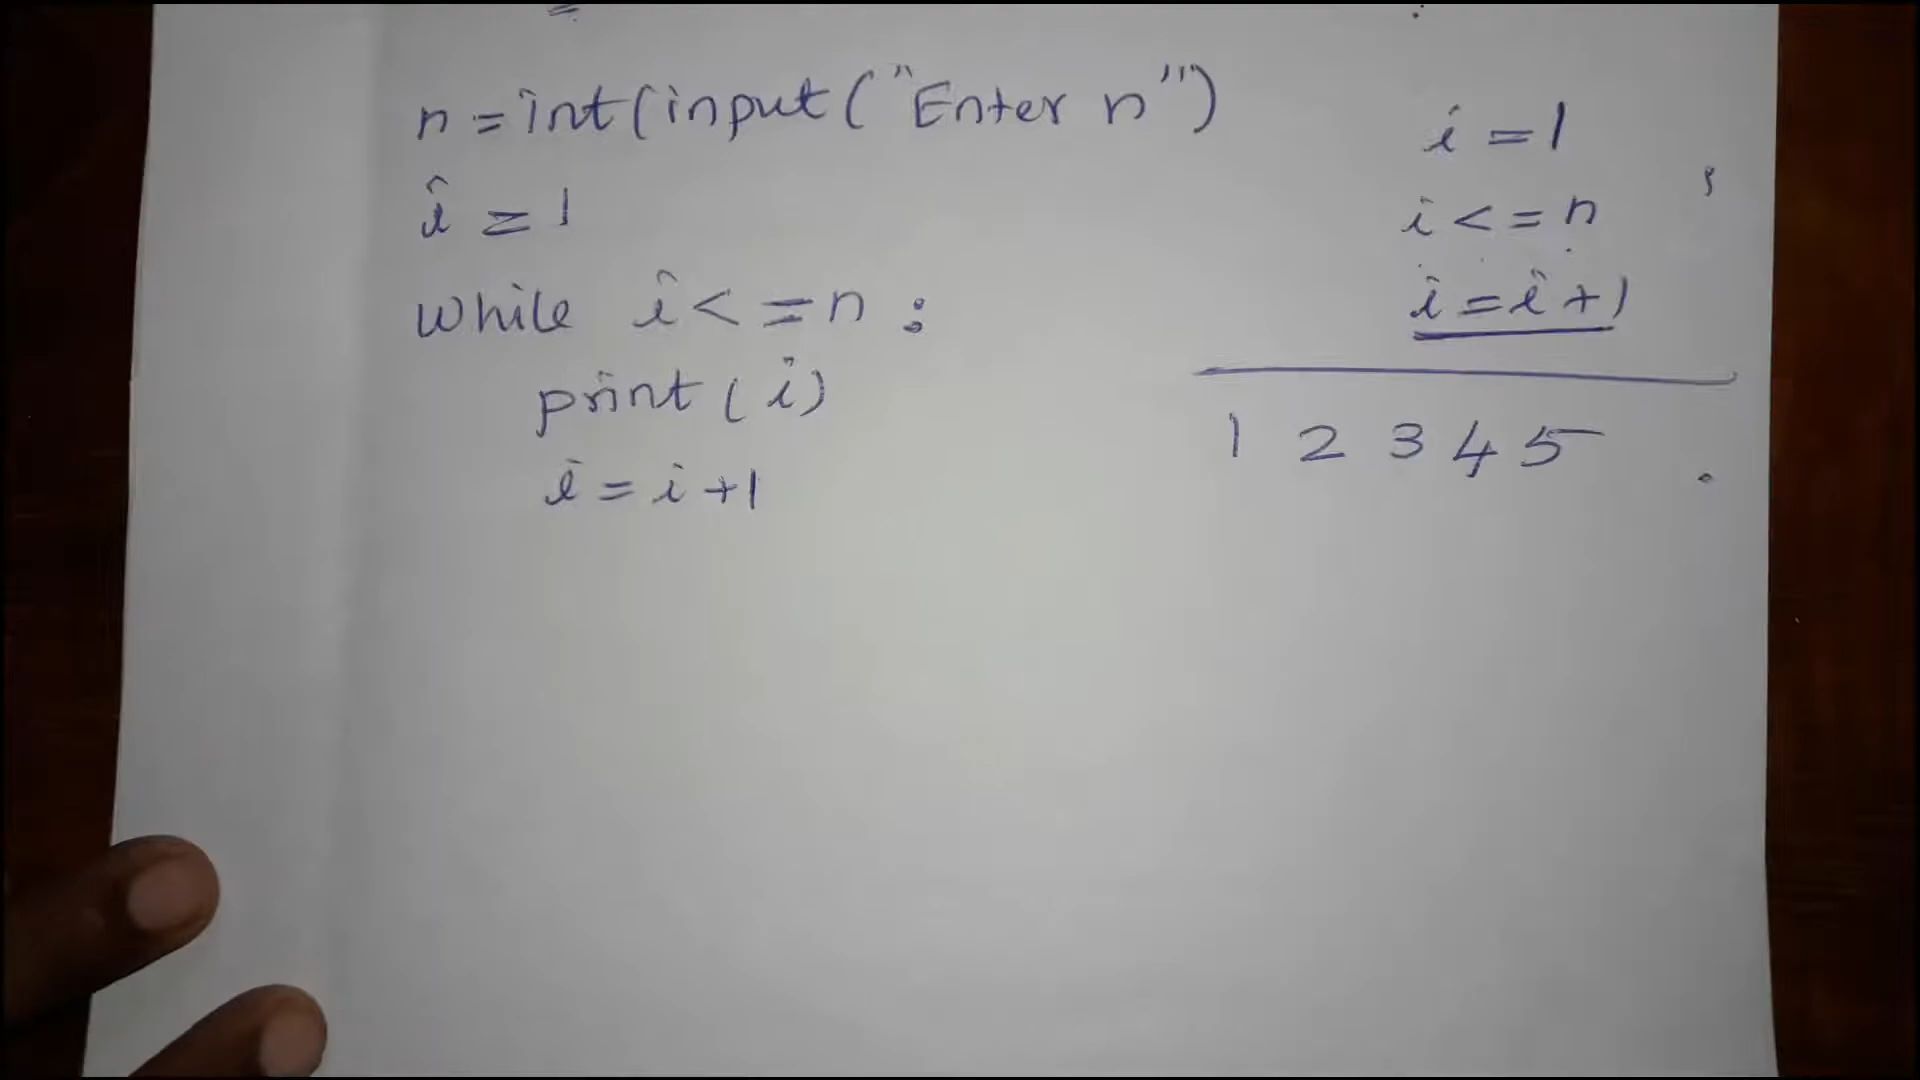 n = int(input("Enter n")
i = 1
while i <= n :
print(i)
i = i + 1
i = 1
i <= n
i = i + 1
1 2 3 4 5